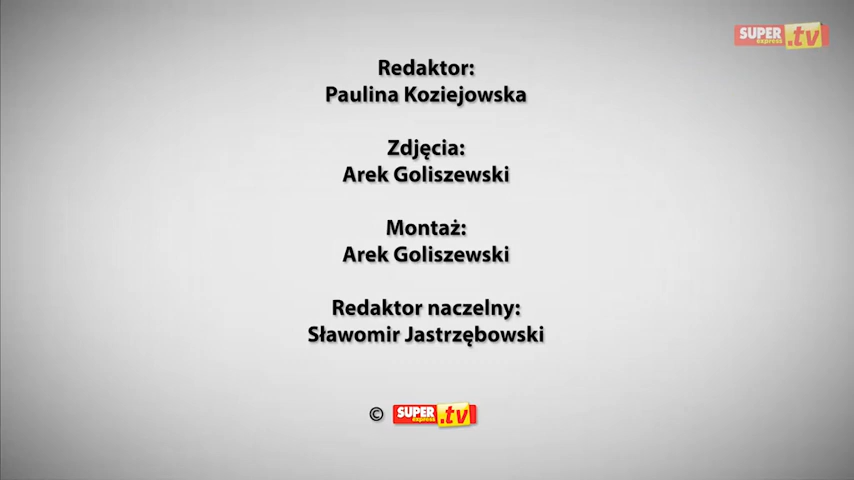 SUPER express .tv
Redaktor:
Paulina Koziejowska
Zdjęcia:
Arek Goliszewski
Montaż:
Arek Goliszewski
Redaktor naczelny:
Sławomir Jastrzębowski
© SUPER express .tv